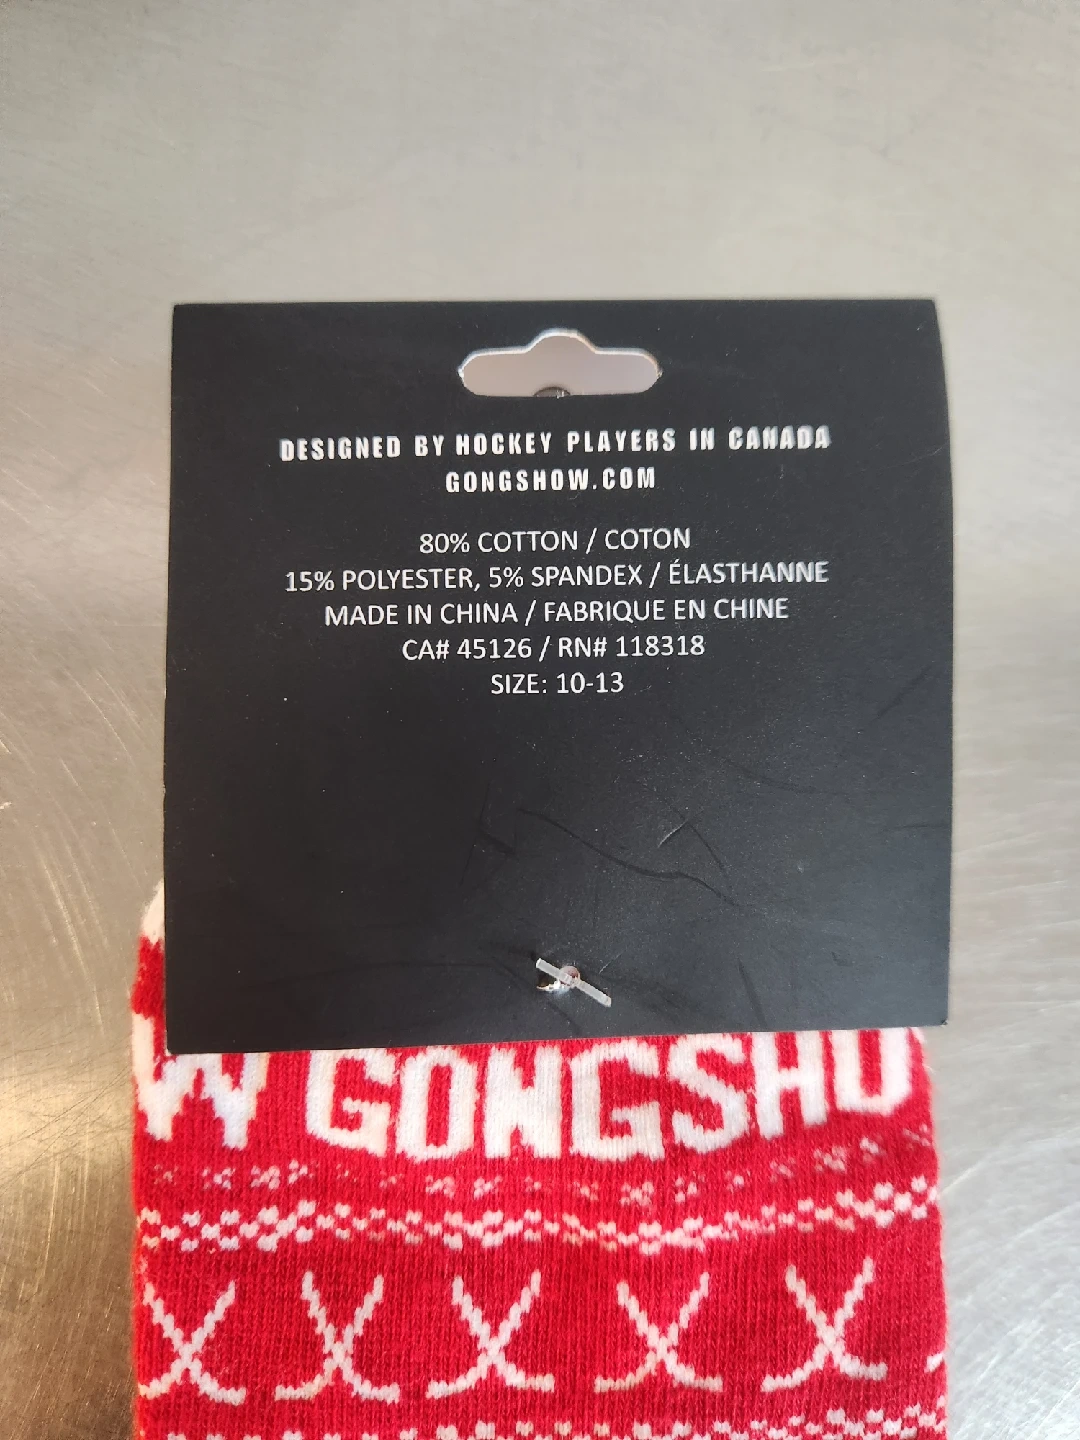 DESIGNED BY HOCKEY PLAYERS IN CANADA
GONGSHOW.COM
80% COTTON / COTON
15% POLYESTER, 5% SPANDEX / ÉLASTHANNE
MADE IN CHINA / FABRIQUE EN CHINE
CA# 45126 / RN# 118318
SIZE: 10-13
W GONGSHO